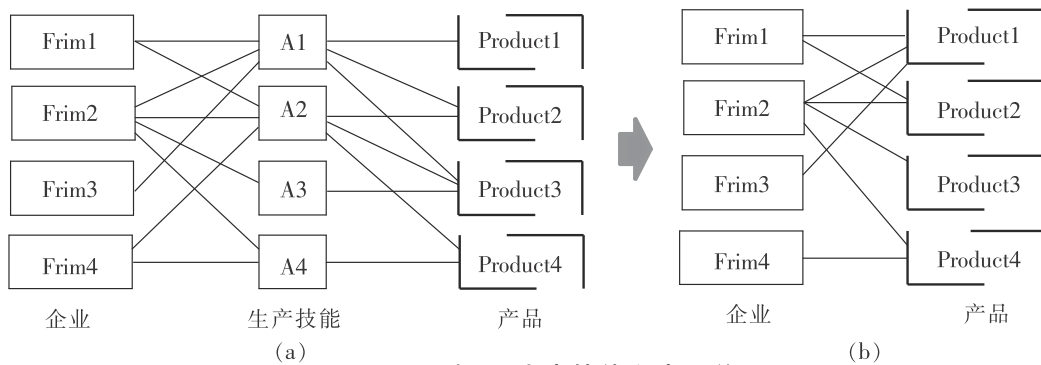 Frim1 A1 Product1 Frim1 Product1
Frim2 A2 Product2 Frim2 Product2
Frim3 A3 Product3 Frim3 Product3
Frim4 A4 Product4 Frim4 Product4
企业 生产技能 产品 企业 产品
(a) (b)